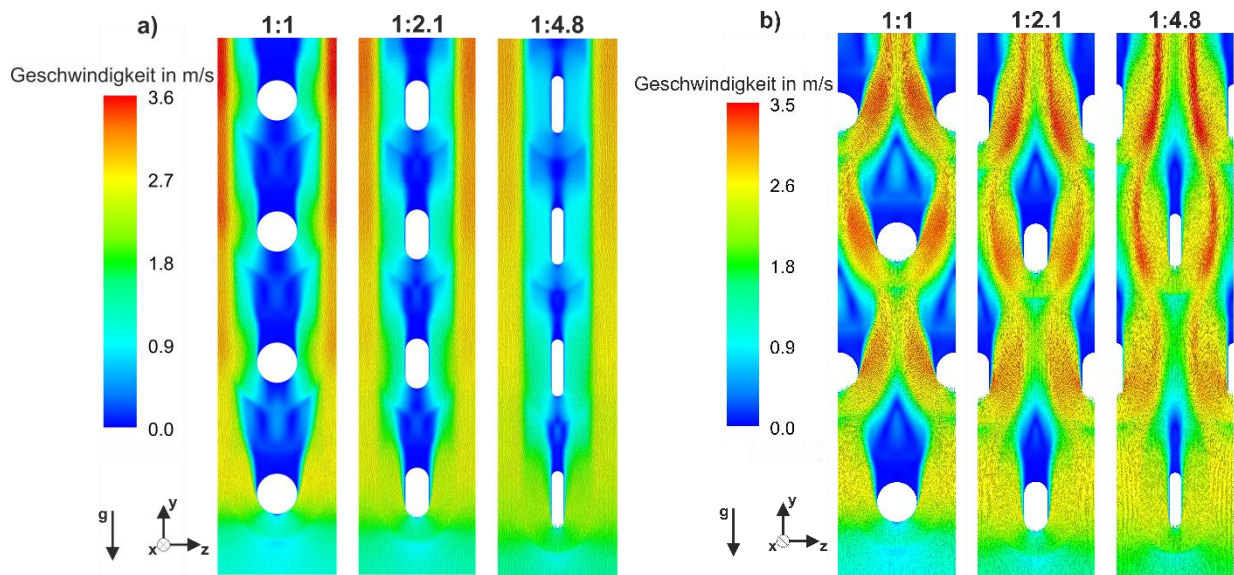 a)
1:1 1:2.1 1:4.8
Geschwindigkeit in m/s
3.6
2.7
1.8
0.9
0.0
g
y
x z
b)
1:1 1:2.1 1:4.8
Geschwindigkeit in m/s
3.5
2.6
1.8
0.9
0.0
g
y
x z